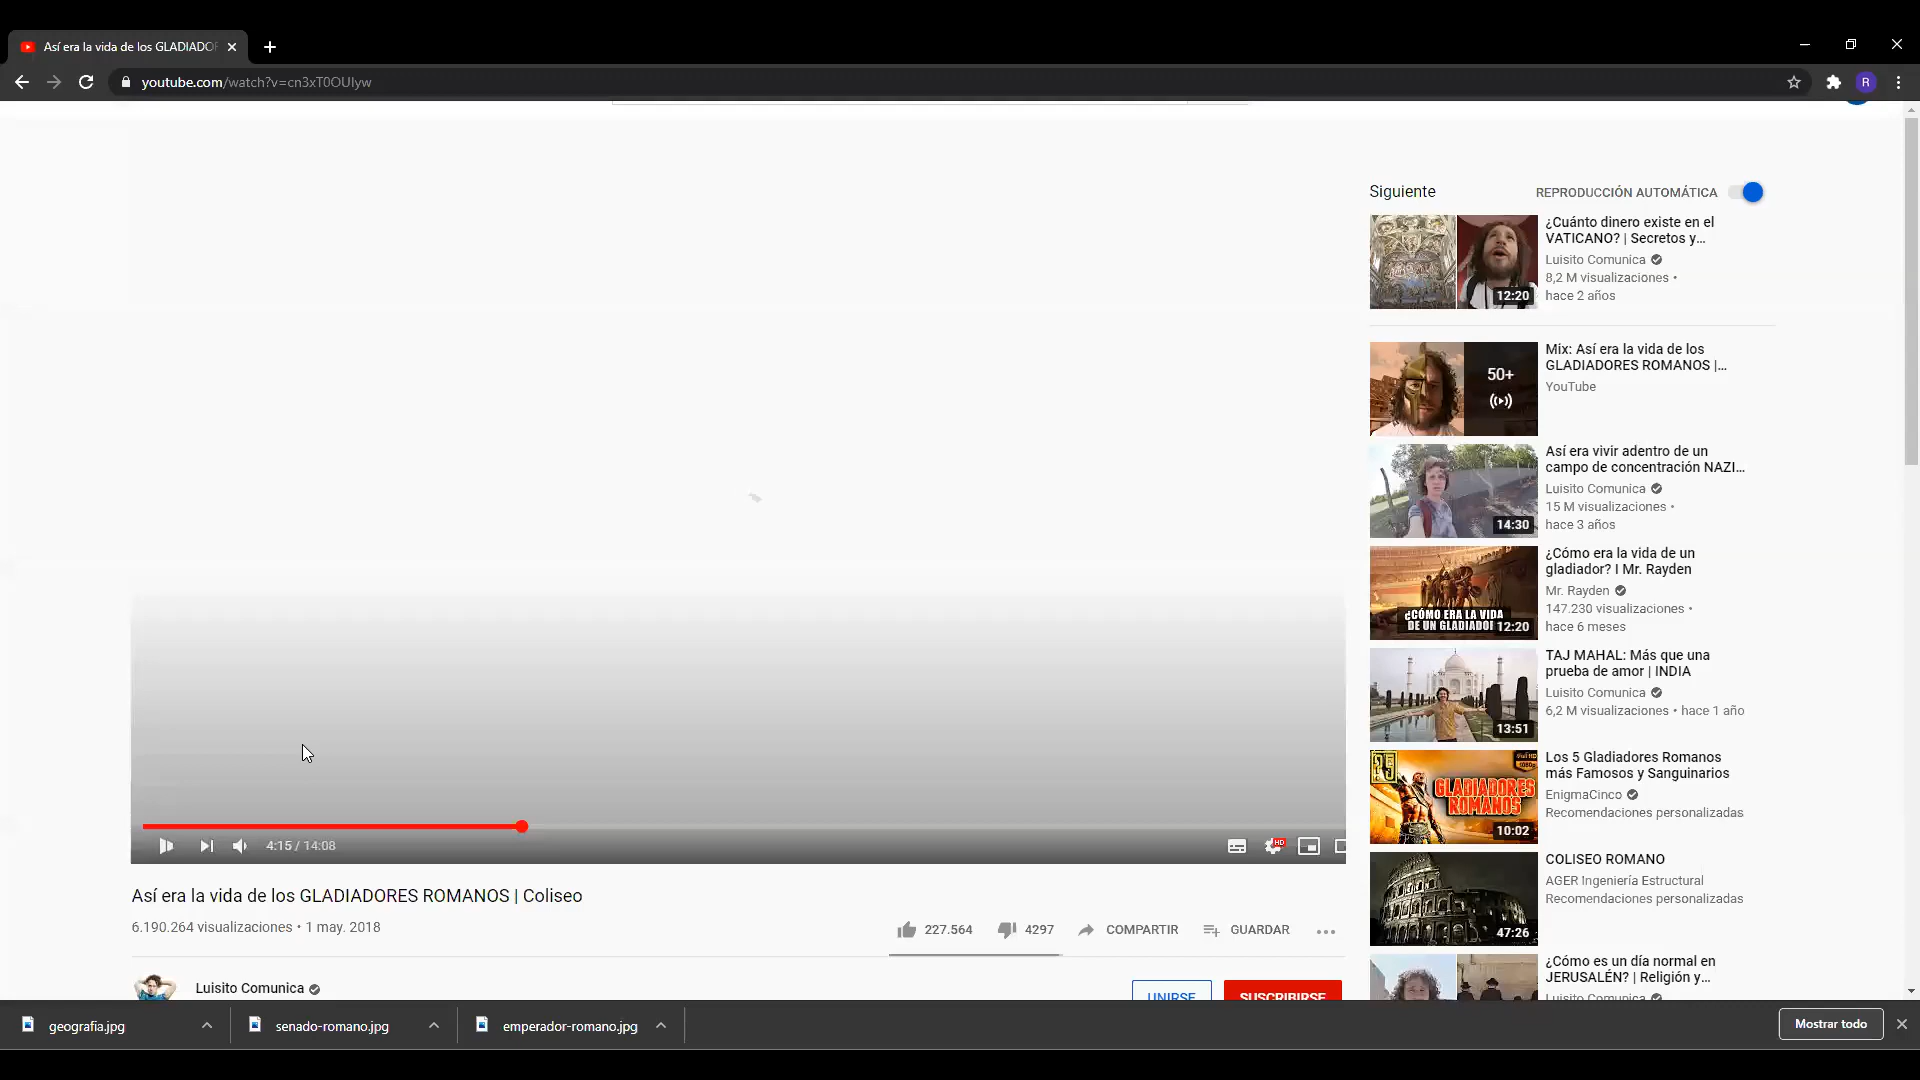 Así era la vida de los GLADIADOR
youtube.com/watch?v=cn3xT0OUlyw
R
Siguiente
REPRODUCCIÓN AUTOMÁTICA
¿Cuánto dinero existe en el
VATICANO? | Secretos y...
Luisito Comunica
8,2 M visualizaciones •
hace 2 años
12:20
Mix: Así era la vida de los
GLADIADORES ROMANOS |...
YouTube
50+
Así era vivir adentro de un
campo de concentración NAZI...
Luisito Comunica
15 M visualizaciones •
hace 3 años
14:30
¿Cómo era la vida de un
gladiador? I Mr. Rayden
Mr. Rayden
147.230 visualizaciones •
hace 6 meses
¿CÓMO ERA LA VIDA
DE UN GLADIADOR
12:20
TAJ MAHAL: Más que una
prueba de amor | INDIA
Luisito Comunica
6,2 M visualizaciones • hace 1 año
13:51
Los 5 Gladiadores Romanos
más Famosos y Sanguinarios
EnigmaCinco
Recomendaciones personalizadas
GLADIADORES
ROMANOS
10:02
COLISEO ROMANO
AGER Ingeniería Estructural
Recomendaciones personalizadas
47:26
¿Cómo es un día normal en
JERUSALÉN? | Religión y...
Luisito Comunica
4:15 / 14:08
HD
Así era la vida de los GLADIADORES ROMANOS | Coliseo
6.190.264 visualizaciones • 1 may. 2018
227.564
4297
COMPARTIR
GUARDAR
Luisito Comunica
UNIRSE
SUSCRIBIRSE
geografia.jpg
senado-romano.jpg
emperador-romano.jpg
Mostrar todo